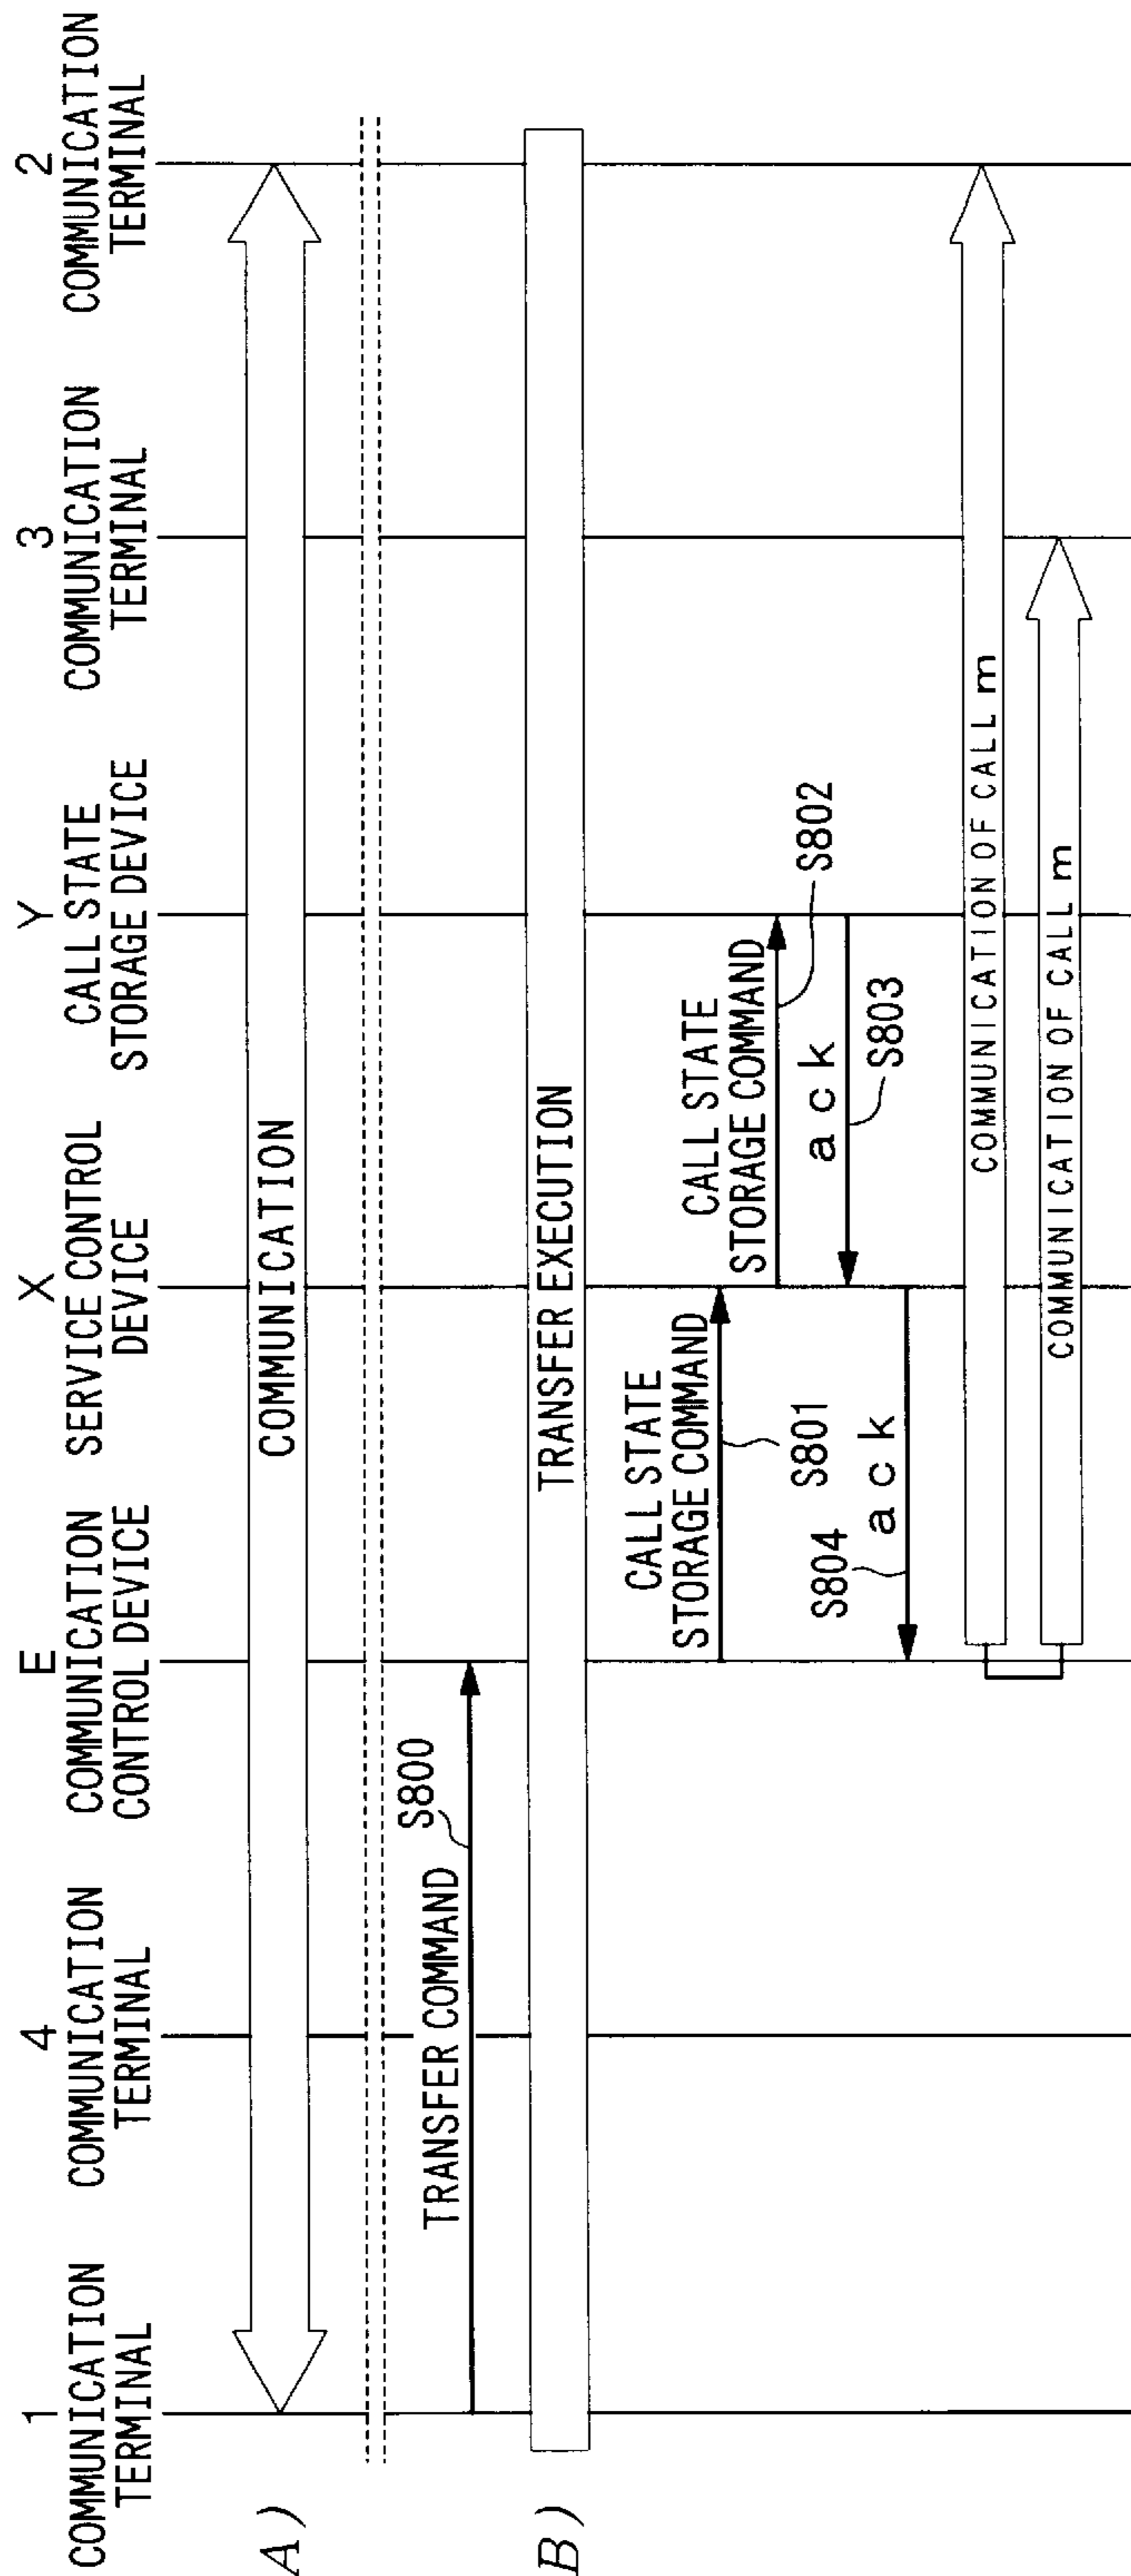 1
COMMUNICATION
TERMINAL
4
COMMUNICATION
TERMINAL
E
COMMUNICATION
CONTROL DEVICE
X
SERVICE CONTROL
DEVICE
Y
CALL STATE
STORAGE DEVICE
3
COMMUNICATION
TERMINAL
2
COMMUNICATION
TERMINAL
A)
COMMUNICATION
TRANSFER COMMAND
S800
B)
TRANSFER EXECUTION
CALL STATE
STORAGE COMMAND
S801
CALL STATE
STORAGE COMMAND
S802
ack
S803
S804
ack
COMMUNICATION OF CALL m
COMMUNICATION OF CALL m